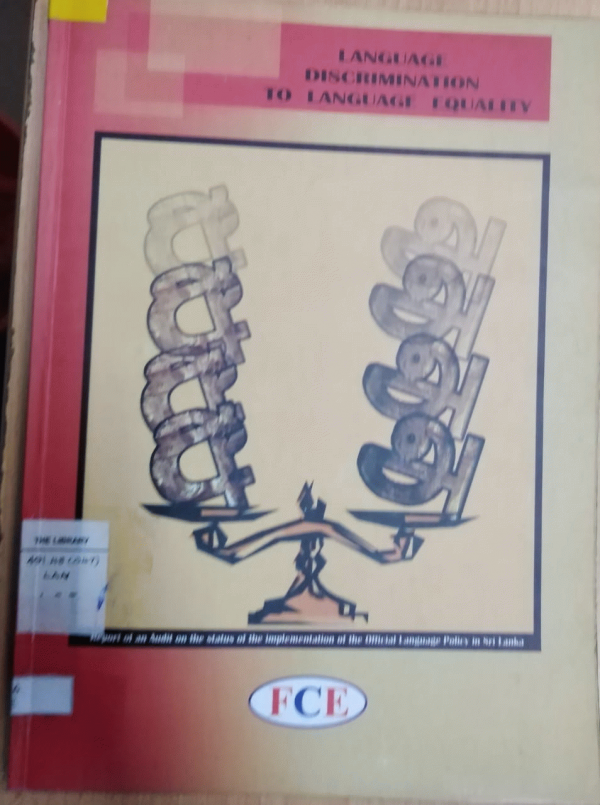 LANGUAGE
DISCRIMINATION
TO LANGUAGE EQUALITY
අ அ
අ அ
අ அ
අ அ
THE LIBRARY
LAN
Report of an Audit on the status of the implementation of the Official Language Policy in Sri Lanka
FCE